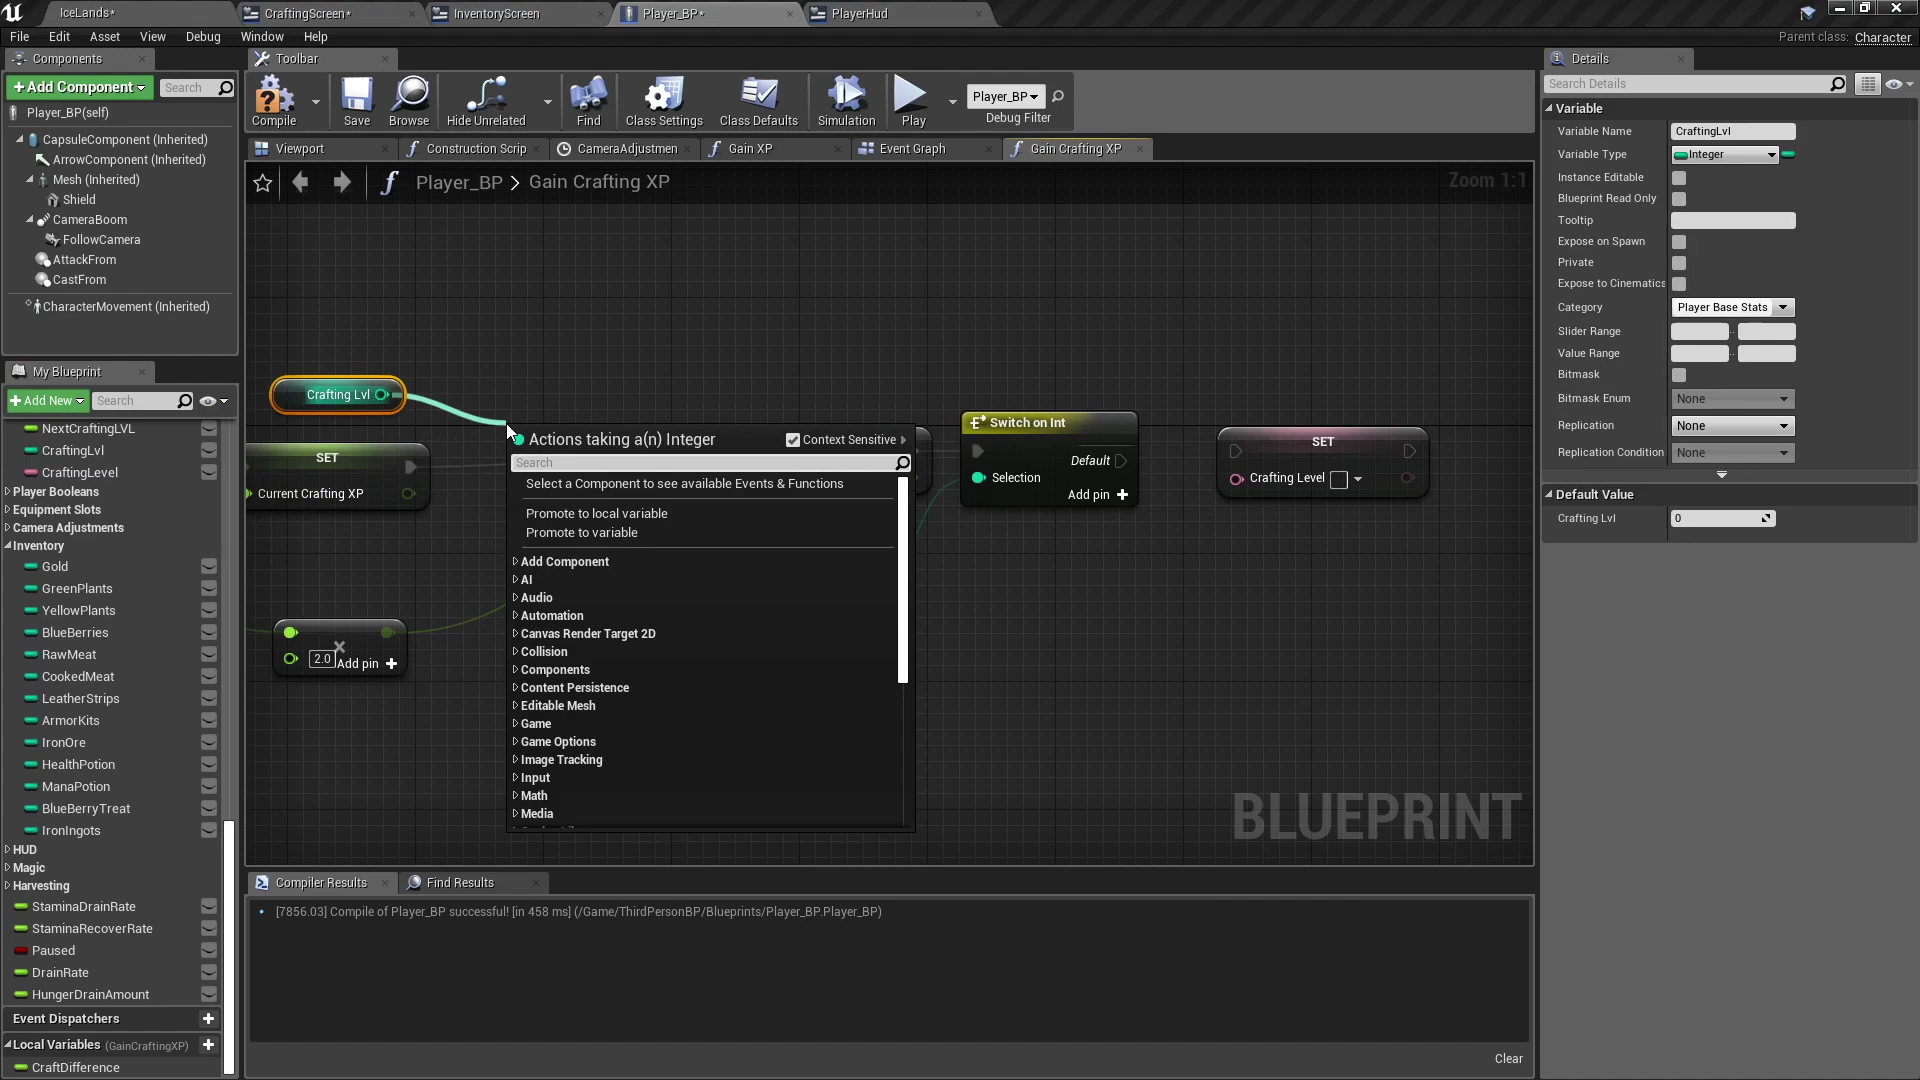 IceLands*
CraftingScreen*
InventoryScreen
Player_BP*
PlayerHud
File
Edit
Asset
View
Debug
Window
Help
Parent class: Character
Components
Toolbar
Details
+Add Component
Search
Player_BP(self)
CapsuleComponent (Inherited)
ArrowComponent (Inherited)
Mesh (Inherited)
Shield
CameraBoom
FollowCamera
AttackFrom
CastFrom
CharacterMovement (Inherited)
Compile
Save
Browse
Hide Unrelated
Find
Class Settings
Class Defaults
Simulation
Play
Player_BP
Debug Filter
Viewport
Construction Scrip
CameraAdjustmen
Gain XP
Event Graph
Gain Crafting XP
Player_BP > Gain Crafting XP
Zoom 1:1
My Blueprint
+Add New
Search
NextCraftingLVL
CraftingLvl
CraftingLevel
Player Booleans
Equipment Slots
Camera Adjustments
Inventory
Gold
GreenPlants
YellowPlants
BlueBerries
RawMeat
CookedMeat
LeatherStrips
ArmorKits
IronOre
HealthPotion
ManaPotion
BlueBerryTreat
IronIngots
HUD
Magic
Harvesting
StaminaDrainRate
StaminaRecoverRate
Paused
DrainRate
HungerDrainAmount
Event Dispatchers
Local Variables (GainCraftingXP)
CraftDifference
Crafting Lvl
SET
Current Crafting XP
2.0
Add pin +
Actions taking a(n) Integer
Context Sensitive
Search
Select a Component to see available Events & Functions
Promote to local variable
Promote to variable
Add Component
AI
Audio
Automation
Canvas Render Target 2D
Collision
Components
Content Persistence
Editable Mesh
Game
Game Options
Image Tracking
Input
Math
Media
Switch on Int
Default
Selection
Add pin +
SET
Crafting Level
BLUEPRINT
Compiler Results
Find Results
[7856.03] Compile of Player_BP successful! [in 458 ms] (/Game/ThirdPersonBP/Blueprints/Player_BP.Player_BP)
Clear
Search Details
Variable
Variable Name
CraftingLvl
Variable Type
Integer
Instance Editable
Blueprint Read Only
Tooltip
Expose on Spawn
Private
Expose to Cinematics
Category
Player Base Stats
Slider Range
Value Range
Bitmask
Bitmask Enum
None
Replication
None
Replication Condition
None
Default Value
Crafting Lvl
0